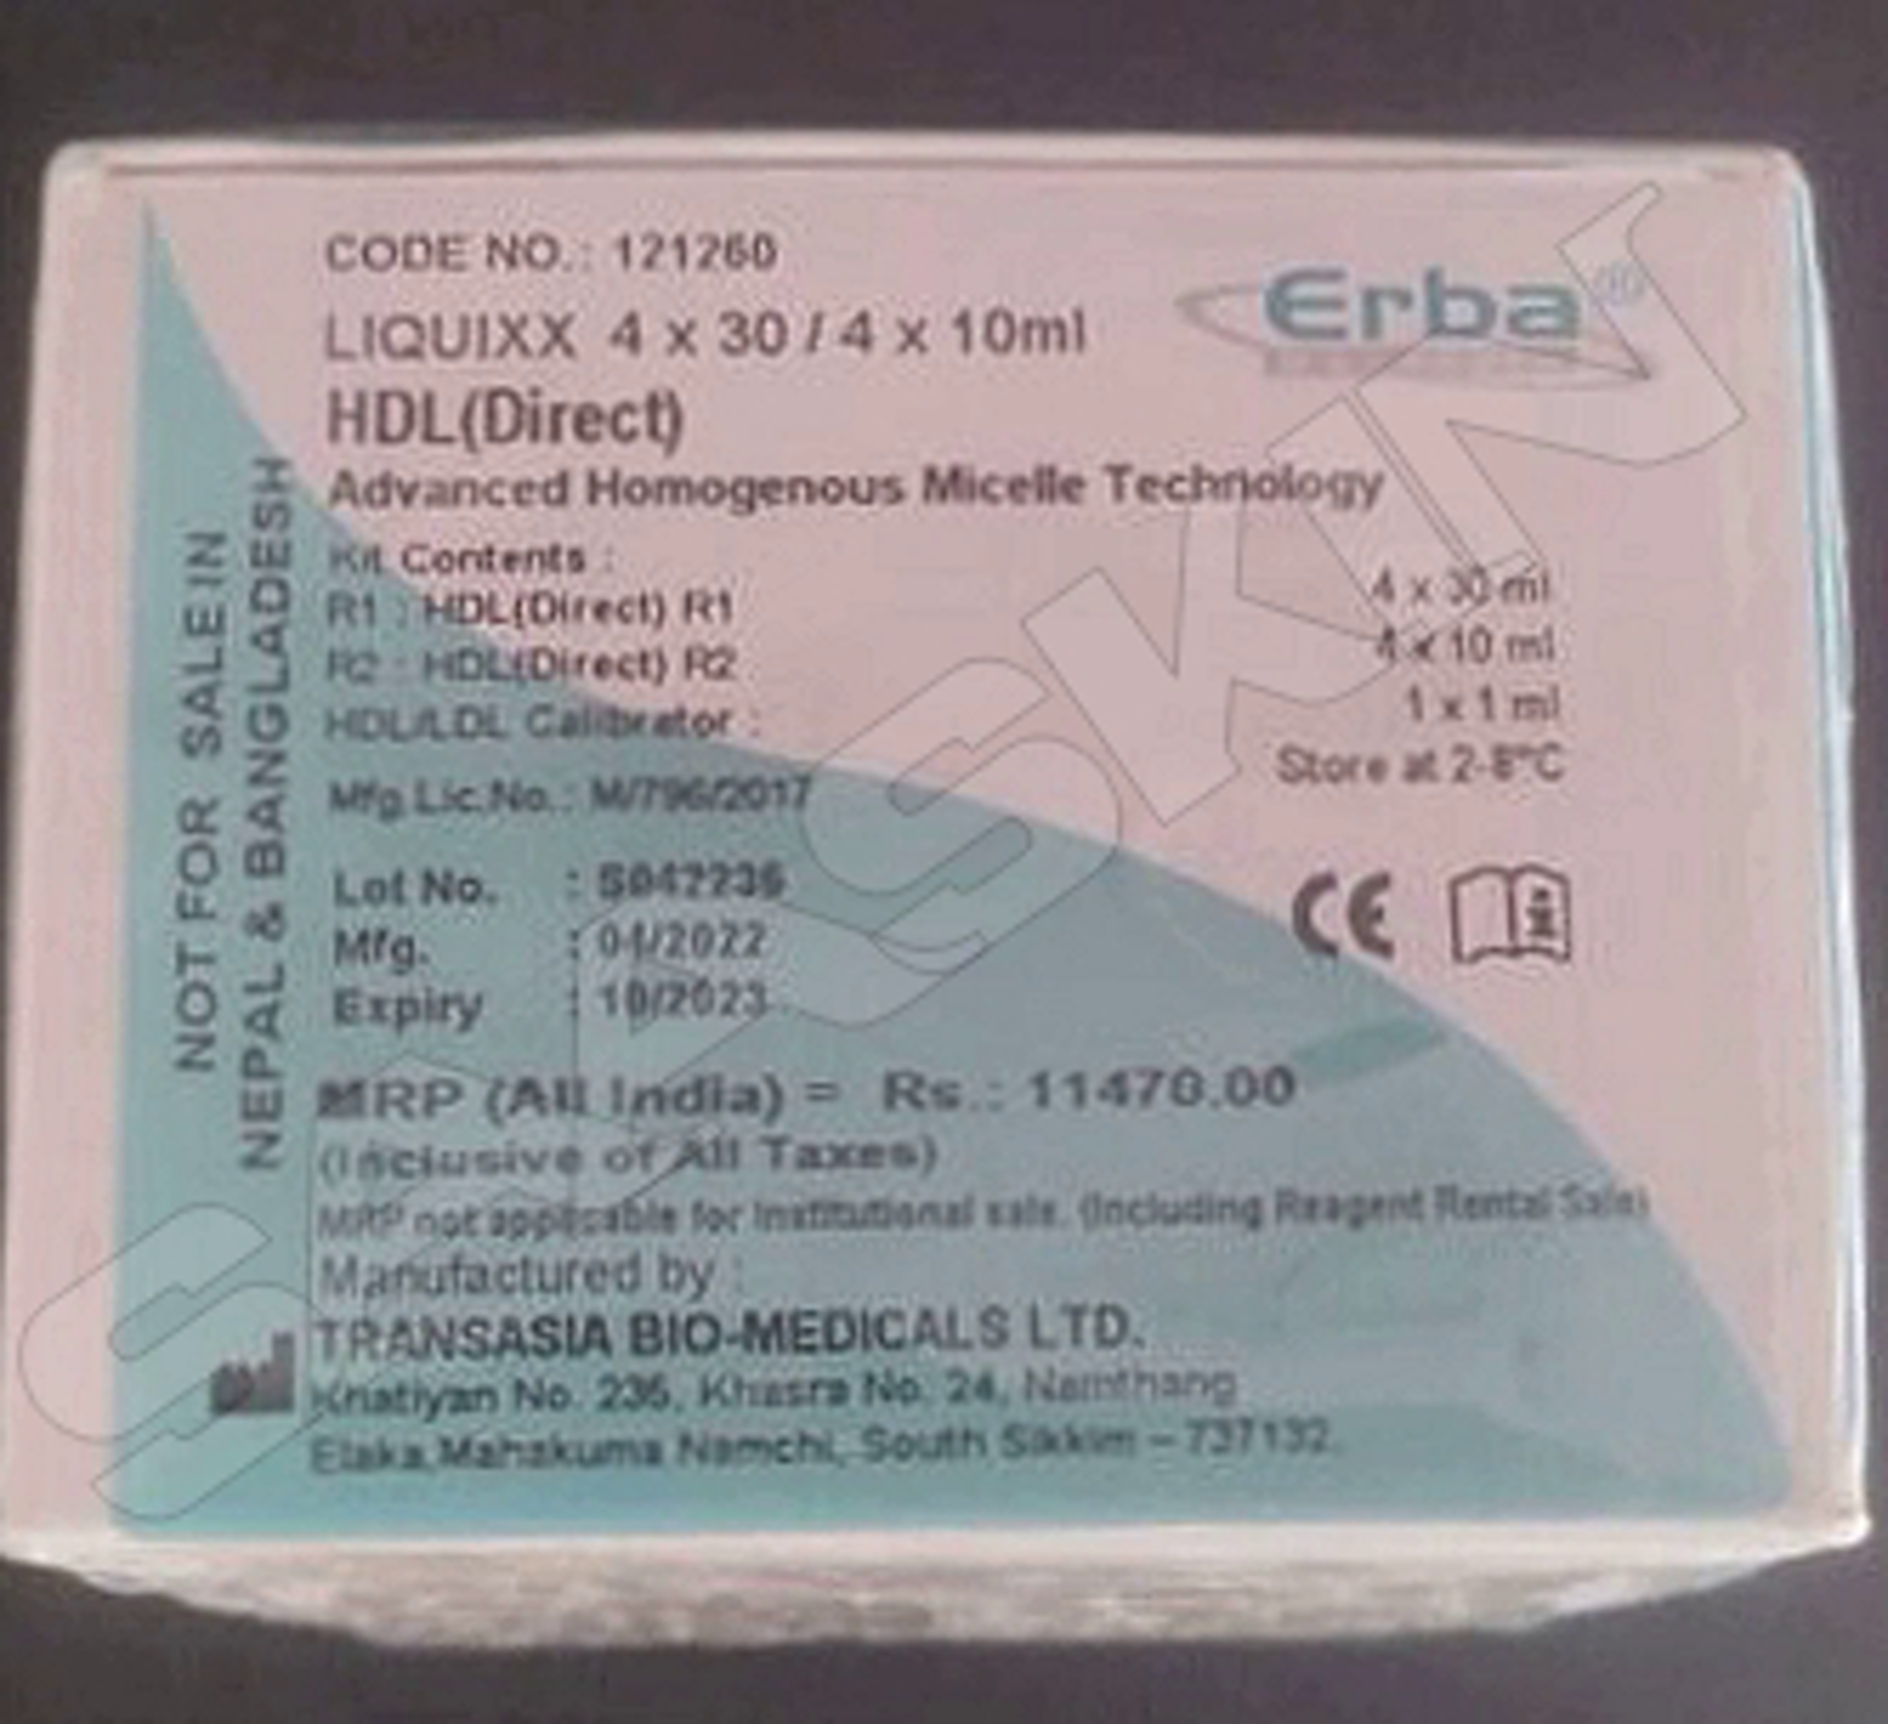 CODE NO.: 121260
Erba®
LIQUIXX 4 x 30 / 4 x 10ml
HDL(Direct)
Advanced Homogenous Micelle Technology
Kit Contents :
R1 : HDL(Direct) R1 4 x 30 ml
R2 : HDL(Direct) R2 4 x 10 ml
HDL/LDL Calibrator : 1 x 1 ml
Store at 2-8°C
Mfg.Lic.No.: M/796/2017
Lot No. : S042236
Mfg. : 04/2022
Expiry : 10/2023
CE
MRP (All India) = Rs.: 11470.00
(Inclusive of All Taxes)
MRP not applicable for Institutional sale. (Including Reagent Rental Sale)
Manufactured by :
TRANSASIA BIO-MEDICALS LTD.
Khatiyan No. 236, Khasra No. 24, Namthang
Elaka,Mahakuma Namchi, South Sikkim – 737132.
NOT FOR SALE IN
NEPAL & BANGLADESH